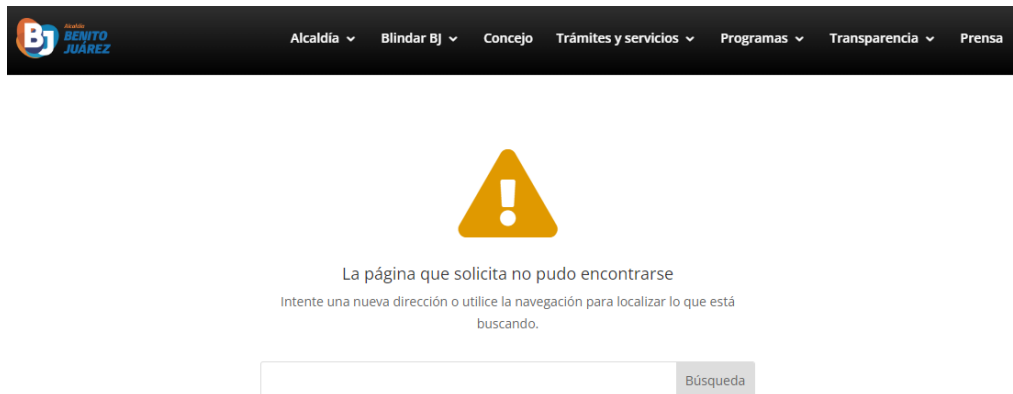 Alcaldía
BENITO
JUÁREZ
BJ
Alcaldía Blindar BJ Concejo Trámites y servicios Programas Transparencia Prensa
!
La página que solicita no pudo encontrarse
Intente una nueva dirección o utilice la navegación para localizar lo que está
buscando.
Búsqueda